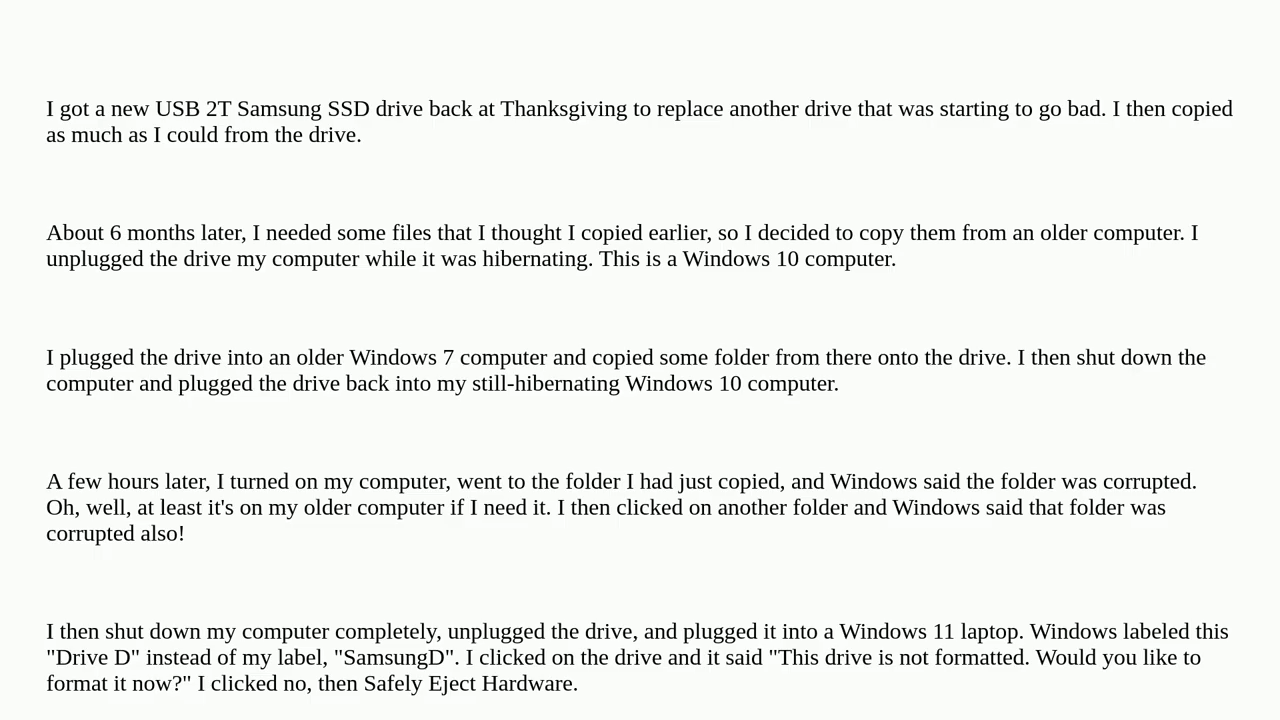 I got a new USB 2T Samsung SSD drive back at Thanksgiving to replace another drive that was starting to go bad. I then copied
as much as I could from the drive.
About 6 months later, I needed some files that I thought I copied earlier, so I decided to copy them from an older computer. I
unplugged the drive my computer while it was hibernating. This is a Windows 10 computer.
I plugged the drive into an older Windows 7 computer and copied some folder from there onto the drive. I then shut down the
computer and plugged the drive back into my still-hibernating Windows 10 computer.
A few hours later, I turned on my computer, went to the folder I had just copied, and Windows said the folder was corrupted.
Oh, well, at least it's on my older computer if I need it. I then clicked on another folder and Windows said that folder was
corrupted also!
I then shut down my computer completely, unplugged the drive, and plugged it into a Windows 11 laptop. Windows labeled this
"Drive D" instead of my label, "SamsungD". I clicked on the drive and it said "This drive is not formatted. Would you like to
format it now?" I clicked no, then Safely Eject Hardware.